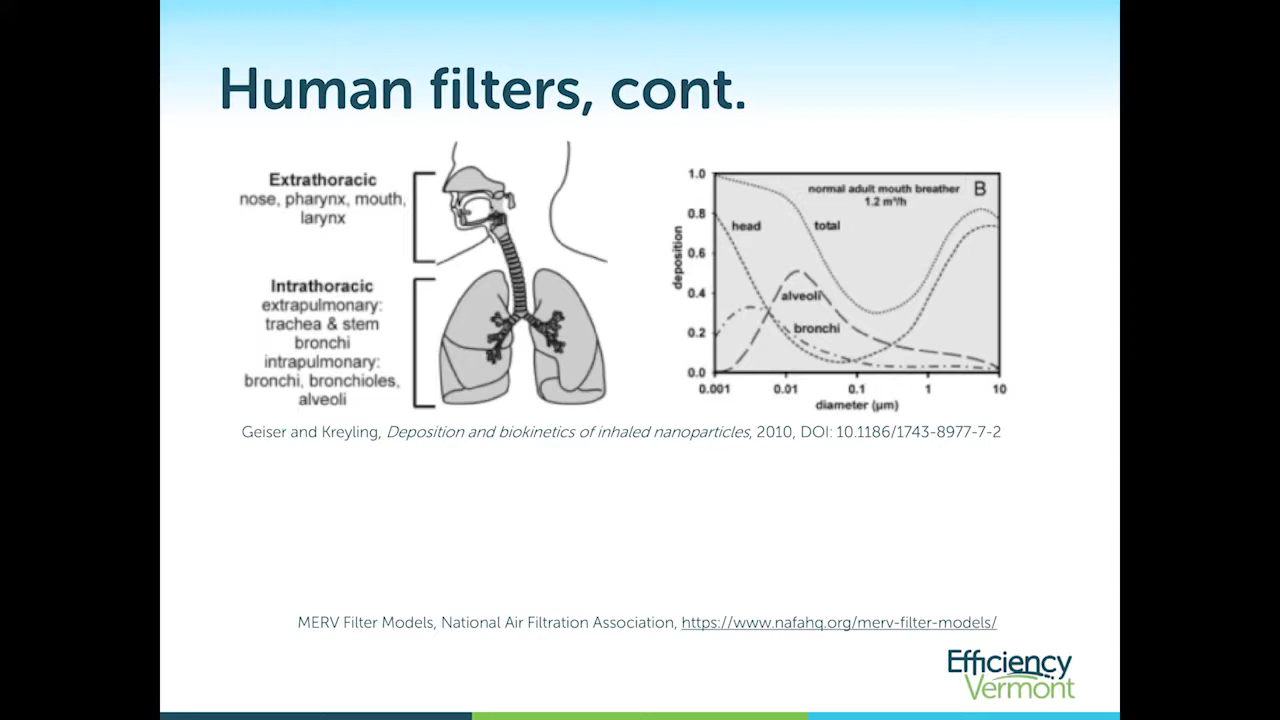 Human filters, cont.
Extrathoracic
nose, pharynx, mouth,
larynx
Intrathoracic
extrapulmonary:
trachea & stem
bronchi
intrapulmonary:
bronchi, bronchioles,
alveoli
1.0
0.8
0.6
0.4
0.2
0.0
deposition
normal adult mouth breather
1.2 m³/h
B
head
total
alveoli
bronchi
0.001
0.01
0.1
1
10
diameter (µm)
Geiser and Kreyling, Deposition and biokinetics of inhaled nanoparticles, 2010, DOI: 10.1186/1743-8977-7-2
MERV Filter Models, National Air Filtration Association, https://www.nafahq.org/merv-filter-models/
Efficiency
Vermont